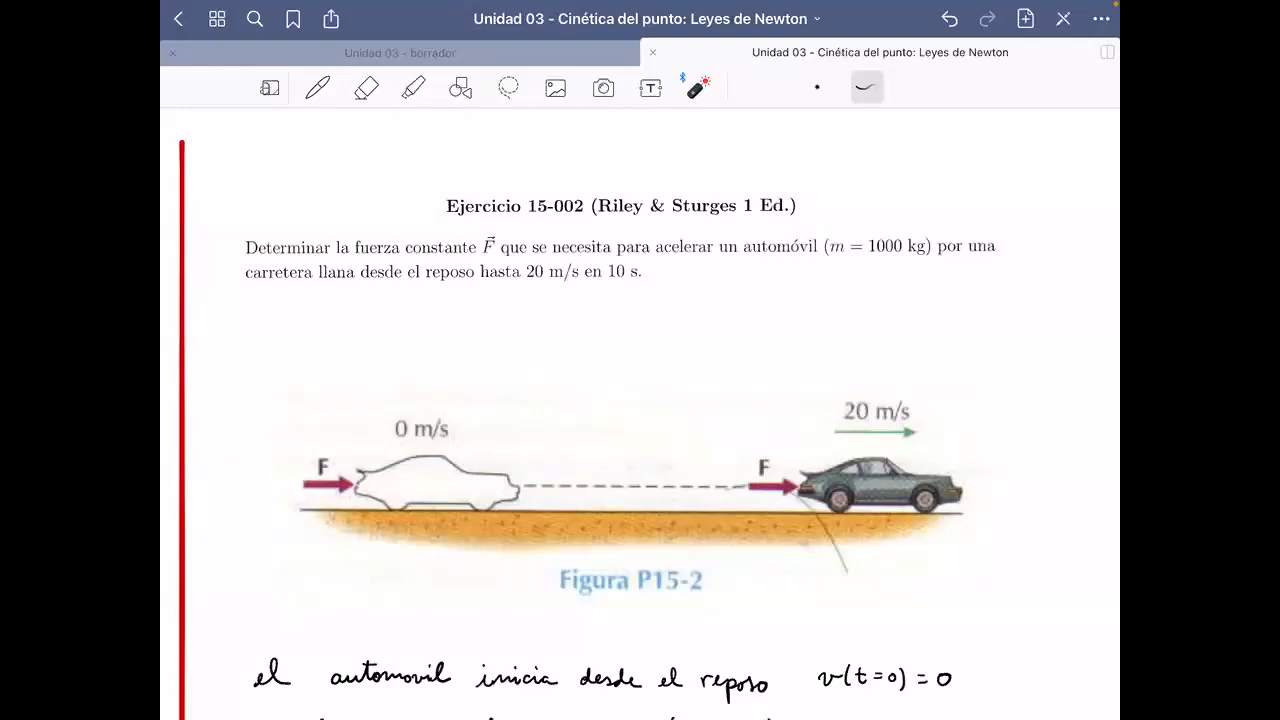 Unidad 03 - Cinética del punto: Leyes de Newton
Unidad 03 - borrador
Unidad 03 - Cinética del punto: Leyes de Newton
T
Ejercicio 15-002 (Riley & Sturges 1 Ed.)
Determinar la fuerza constante F⃗ que se necesita para acelerar un automóvil (m = 1000 kg) por una
carretera llana desde el reposo hasta 20 m/s en 10 s.
20 m/s
0 m/s
F
F
Figura P15-2
el automovil inicia desde el reposo v(t=0) = 0